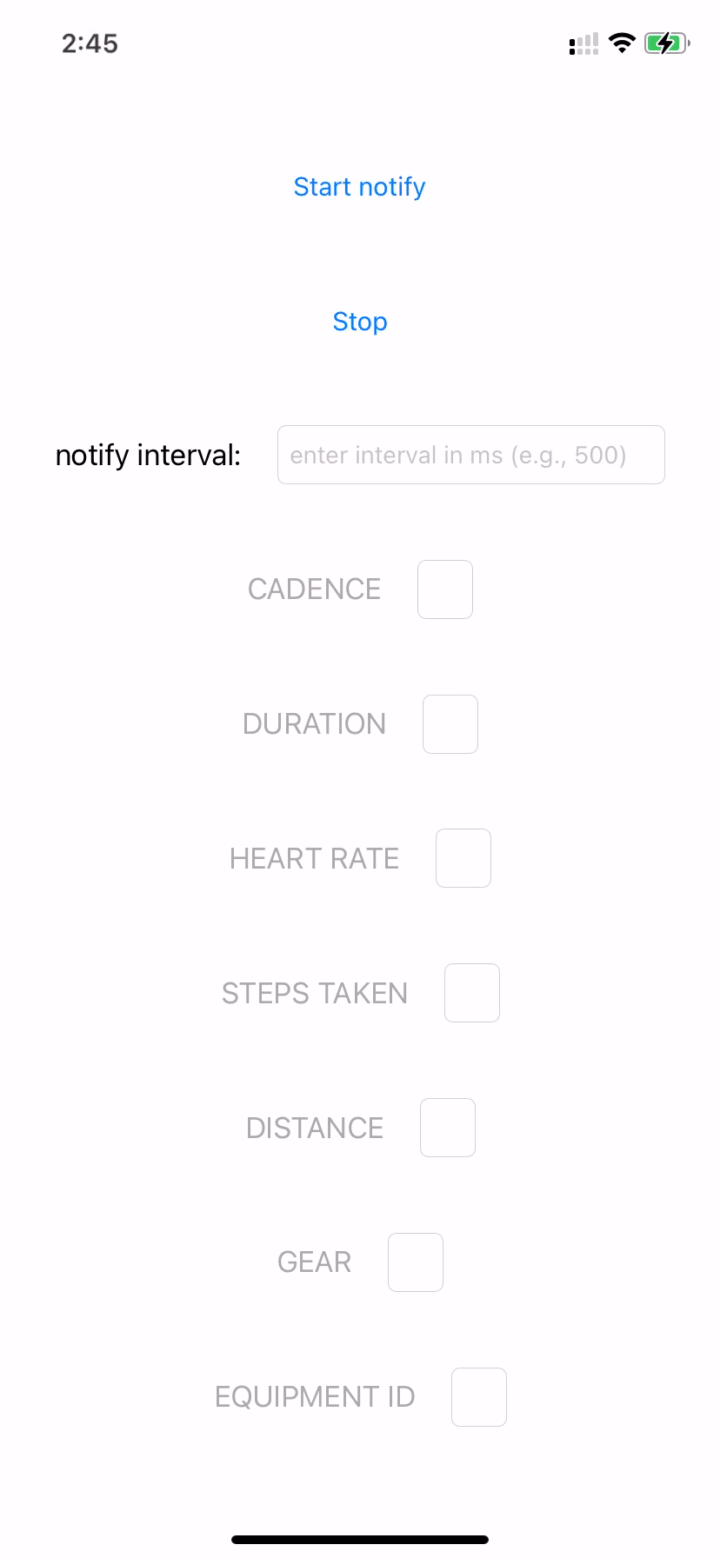 2:45
Start notify
Stop
notify interval: enter interval in ms (e.g., 500)
CADENCE
DURATION
HEART RATE
STEPS TAKEN
DISTANCE
GEAR
EQUIPMENT ID